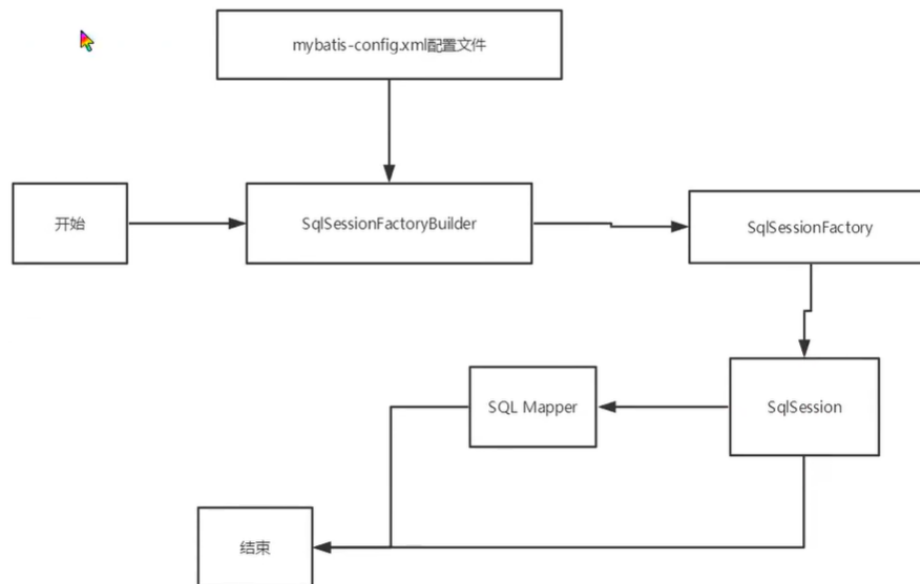 mybatis-config.xml配置文件
开始
SqlSessionFactoryBuilder
SqlSessionFactory
SQL Mapper
SqlSession
结束